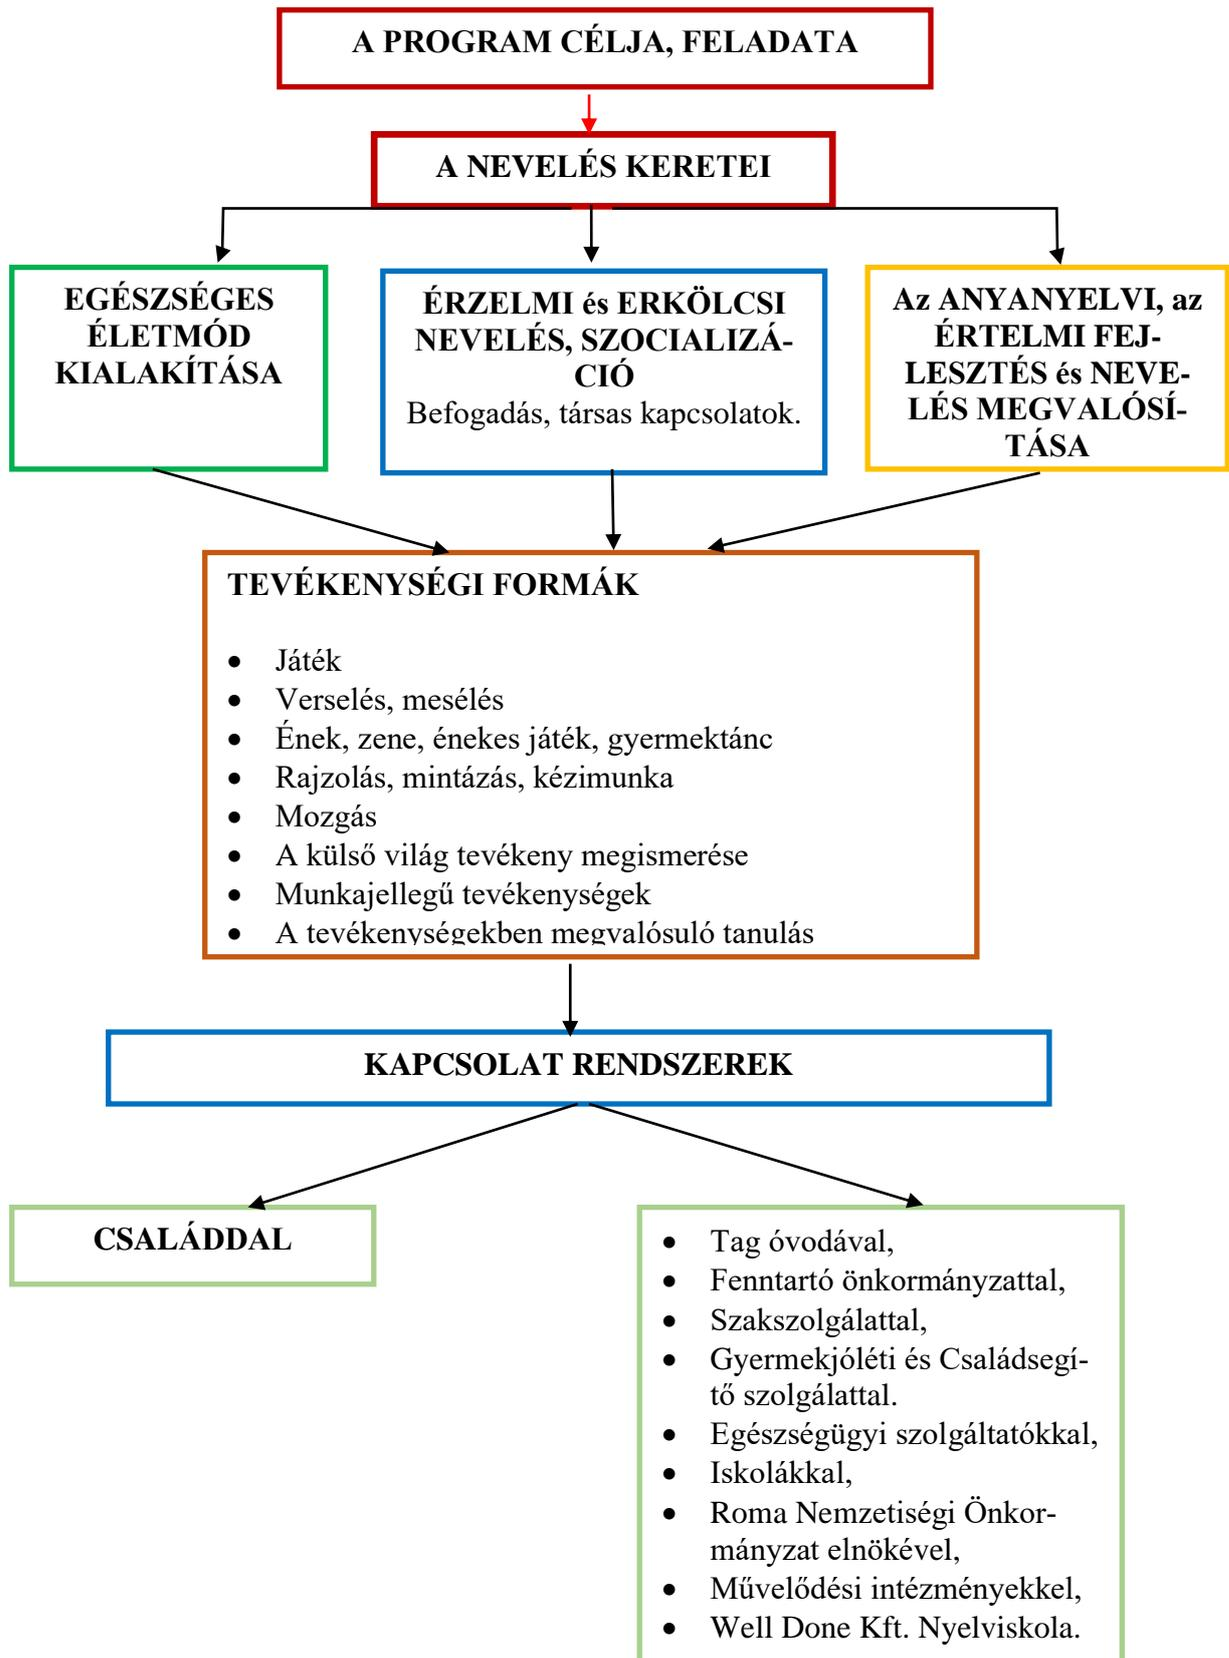 A PROGRAM CÉLJA, FELADATA
A NEVELÉS KERETEI
EGÉSZSÉGES
ÉLETMÓD
KIALAKÍTÁSA
ÉRZELMI és ERKÖLCSI
NEVELÉS, SZOCIALIZÁ-
CIÓ
Befogadás, társas kapcsolatok.
Az ANYANYELVI, az
ÉRTELMI FEJ-
LESZTÉS és NEVE-
LÉS MEGVALÓSÍ-
TÁSA
TEVÉKENYSÉGI FORMÁK
• Játék
• Verselés, mesélés
• Ének, zene, énekes játék, gyermektánc
• Rajzolás, mintázás, kézimunka
• Mozgás
• A külső világ tevékeny megismerése
• Munkajellegű tevékenységek
• A tevékenységekben megvalósuló tanulás
KAPCSOLAT RENDSZEREK
CSALÁDDAL
• Tag óvodával,
• Fenntartó önkormányzattal,
• Szakszolgálattal,
• Gyermekjóléti és Családsegí-
tő szolgálattal.
• Egészségügyi szolgáltatókkal,
• Iskolákkal,
• Roma Nemzetiségi Önkor-
mányzat elnökével,
• Művelődési intézményekkel,
• Well Done Kft. Nyelviskola.